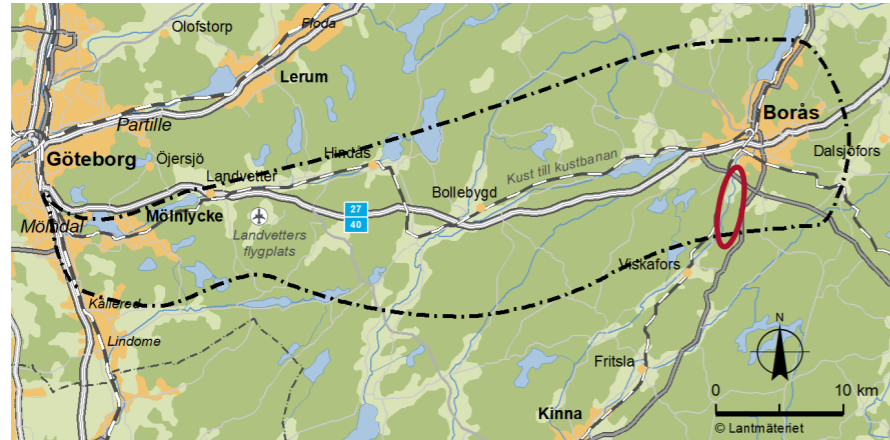 Olofstorp
Floda
Lerum
Partille
Borås
Göteborg
Öjersjö
Dalsjöfors
Hindås
Landvetter
Kust till kustbanan
Bollebygd
Mölnlycke
27
40
Mölndal
Landvetters
flygplats
Viskafors
Kållered
Lindome
N
Fritsla
0
10 km
Kinna
© Lantmäteriet